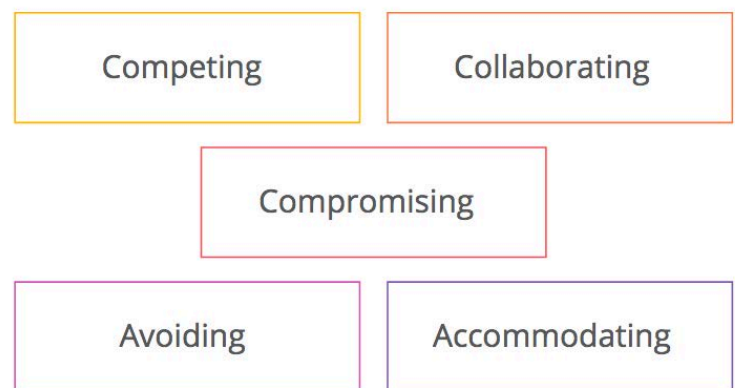 Competing
Collaborating
Compromising
Avoiding
Accommodating